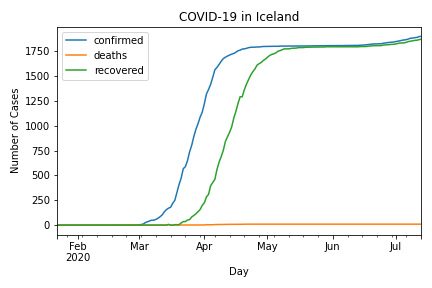 COVID-19 in Iceland
confirmed
deaths
recovered
Number of Cases
1750
1500
1250
1000
750
500
250
0
Feb
2020
Mar
Apr
May
Jun
Jul
Day